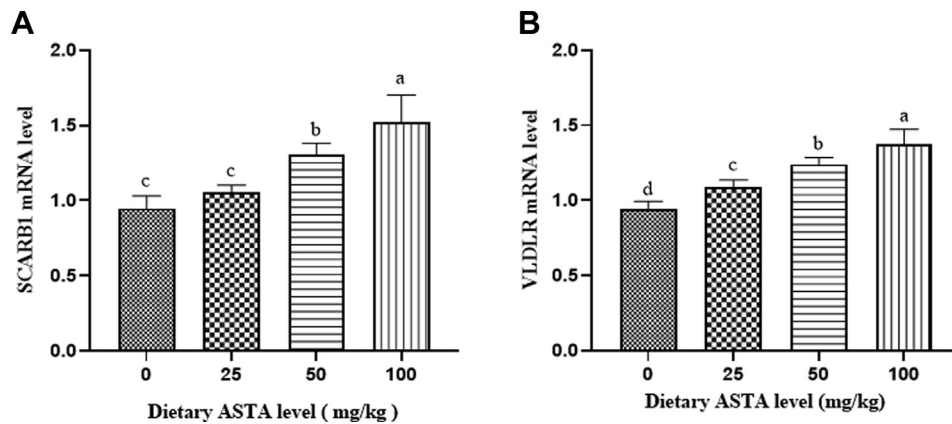 A
SCARB1 mRNA level
2.0
1.5
1.0
0.5
0.0
c
c
b
a
0 25 50 100
Dietary ASTA level ( mg/kg )
B
VLDLR mRNA level
2.0
1.5
1.0
0.5
0.0
d
c
b
a
0 25 50 100
Dietary ASTA level (mg/kg)